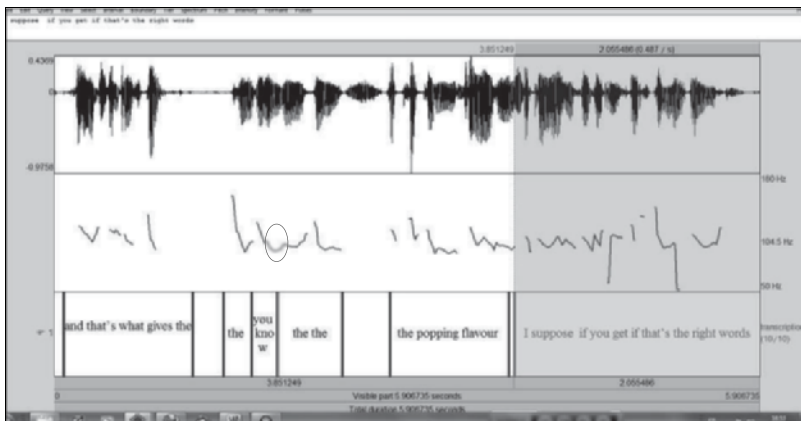 suppose if you get if that's the right words
3.851249
2.055486 (0.487 / s)
0.4369
0
-0.9756
180 Hz
104.5 Hz
50 Hz
and that's what gives the
the
you
kno
w
the the
the popping flavour
I suppose if you get if that's the right words
transcription
(10/10)
3.851249
2.055486
0
Visible part 5.906735 seconds
5.906735
Total duration 5.906735 seconds